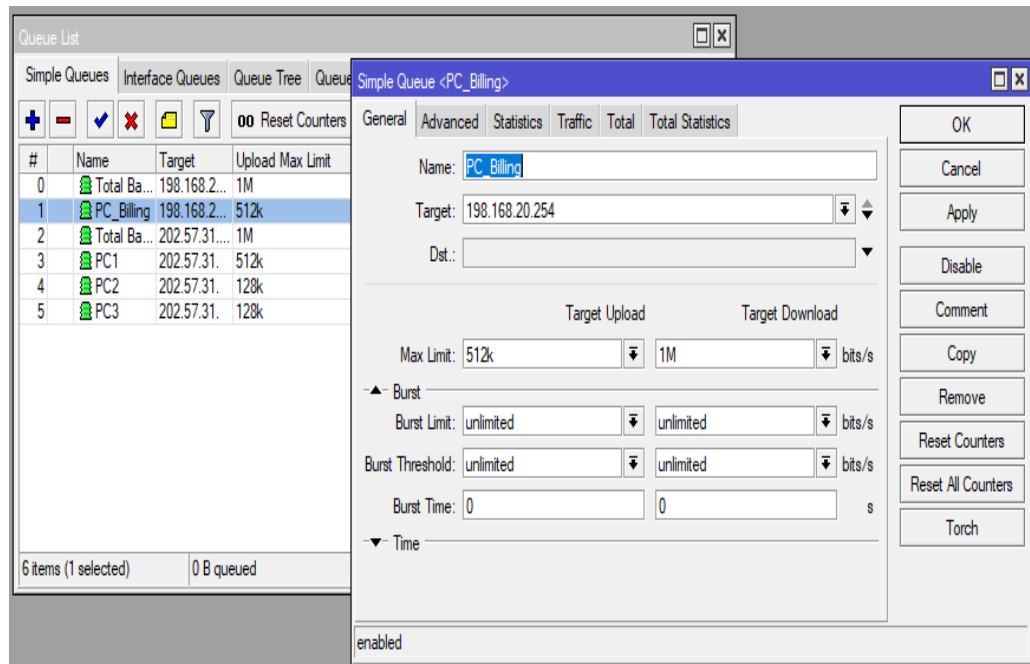 Queue List
Simple Queues Interface Queues Queue Tree Queue
00 Reset Counters
# Name Target Upload Max Limit
0 Total Ba... 198.168.2... 1M
1 PC_Billing 198.168.2... 512k
2 Total Ba... 202.57.31.... 1M
3 PC1 202.57.31. 512k
4 PC2 202.57.31. 128k
5 PC3 202.57.31. 128k
6 items (1 selected) 0 B queued
Simple Queue <PC_Billing>
General Advanced Statistics Traffic Total Total Statistics
Name: PC_Billing
Target: 198.168.20.254
Dst.:
Target Upload Target Download
Max Limit: 512k 1M bits/s
Burst
Burst Limit: unlimited unlimited bits/s
Burst Threshold: unlimited unlimited bits/s
Burst Time: 0 0 s
Time
enabled
OK
Cancel
Apply
Disable
Comment
Copy
Remove
Reset Counters
Reset All Counters
Torch